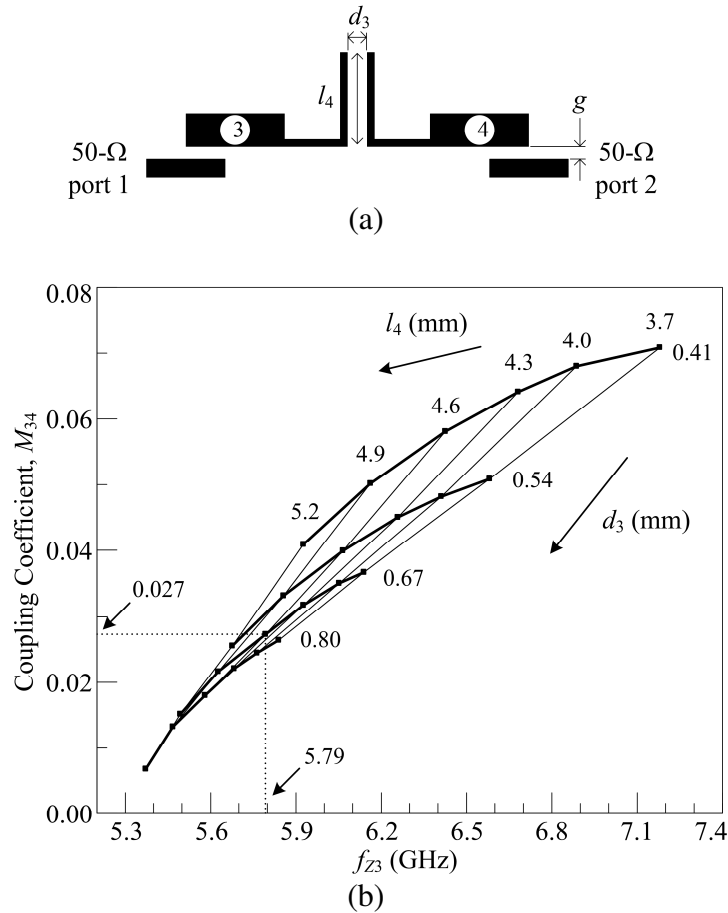 d3
l4
g
3
4
50-Ω
port 1
50-Ω
port 2
(a)
0.08
0.06
0.04
0.02
0.00
Coupling Coefficient, M34
l4 (mm)
3.7
4.0
4.3
4.6
4.9
5.2
0.41
0.54
0.67
0.80
d3 (mm)
0.027
5.79
5.3 5.6 5.9 6.2 6.5 6.8 7.1 7.4
fZ3 (GHz)
(b)